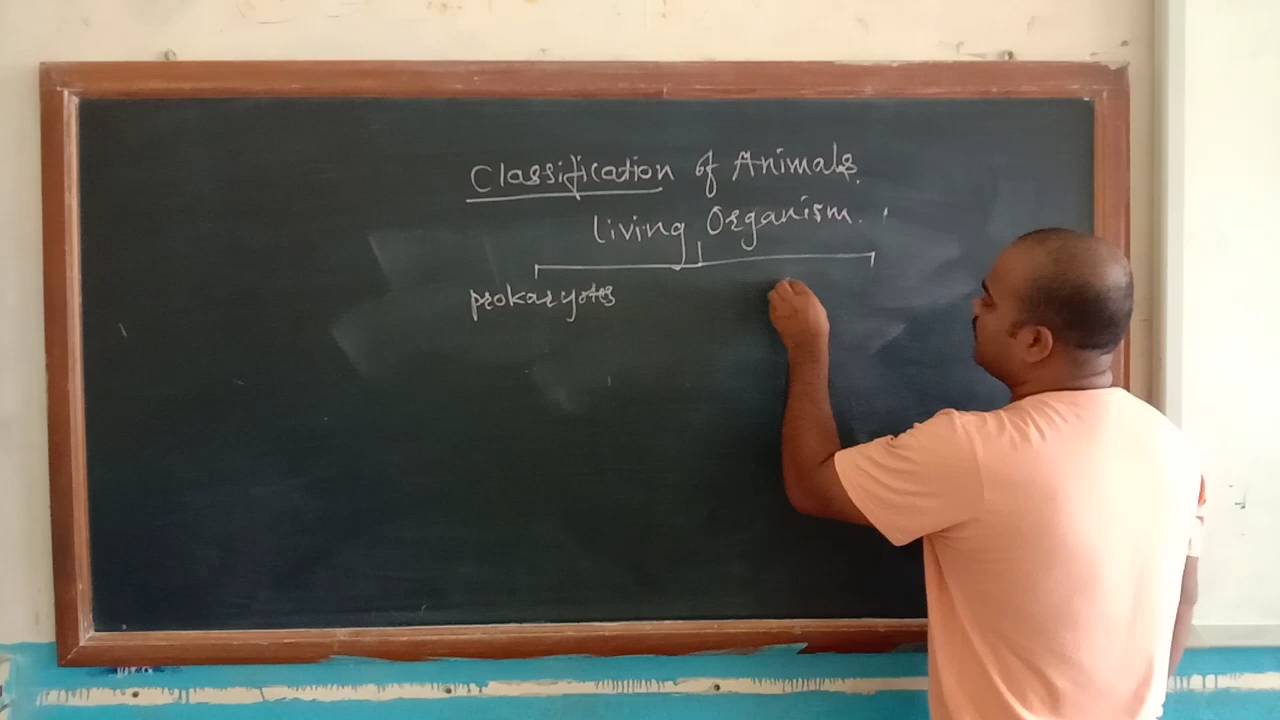 Classification of Animals.
living Organism.
prokaryotes